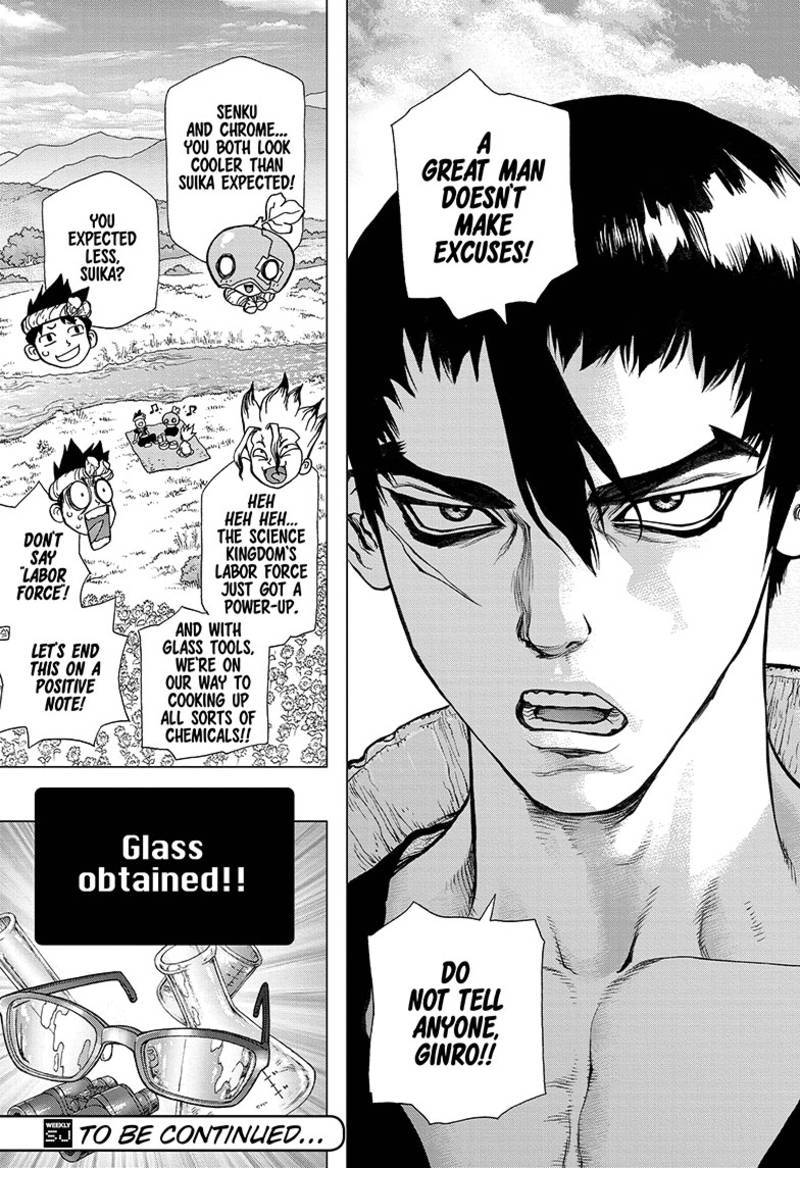 A
GREAT MAN
DOESN'T
MAKE
EXCUSES!
DO
NOT TELL
ANYONE,
GINRO!!
SENKU
AND CHROME...
YOU BOTH LOOK
COOLER THAN
SUIKA EXPECTED!
YOU
EXPECTED
LESS,
SUIKA?
HEH
HEH HEH...
THE SCIENCE
KINGDOM'S
LABOR FORCE
JUST GOT A
POWER-UP.
AND WITH
GLASS TOOLS,
WE'RE ON
OUR WAY TO
COOKING UP
ALL SORTS OF
CHEMICALS!!
DON'T
SAY
"LABOR
FORCE"!
LET'S END
THIS ON A
POSITIVE
NOTE!
Glass
obtained!!
WEEKLY
SJ
TO BE CONTINUED...